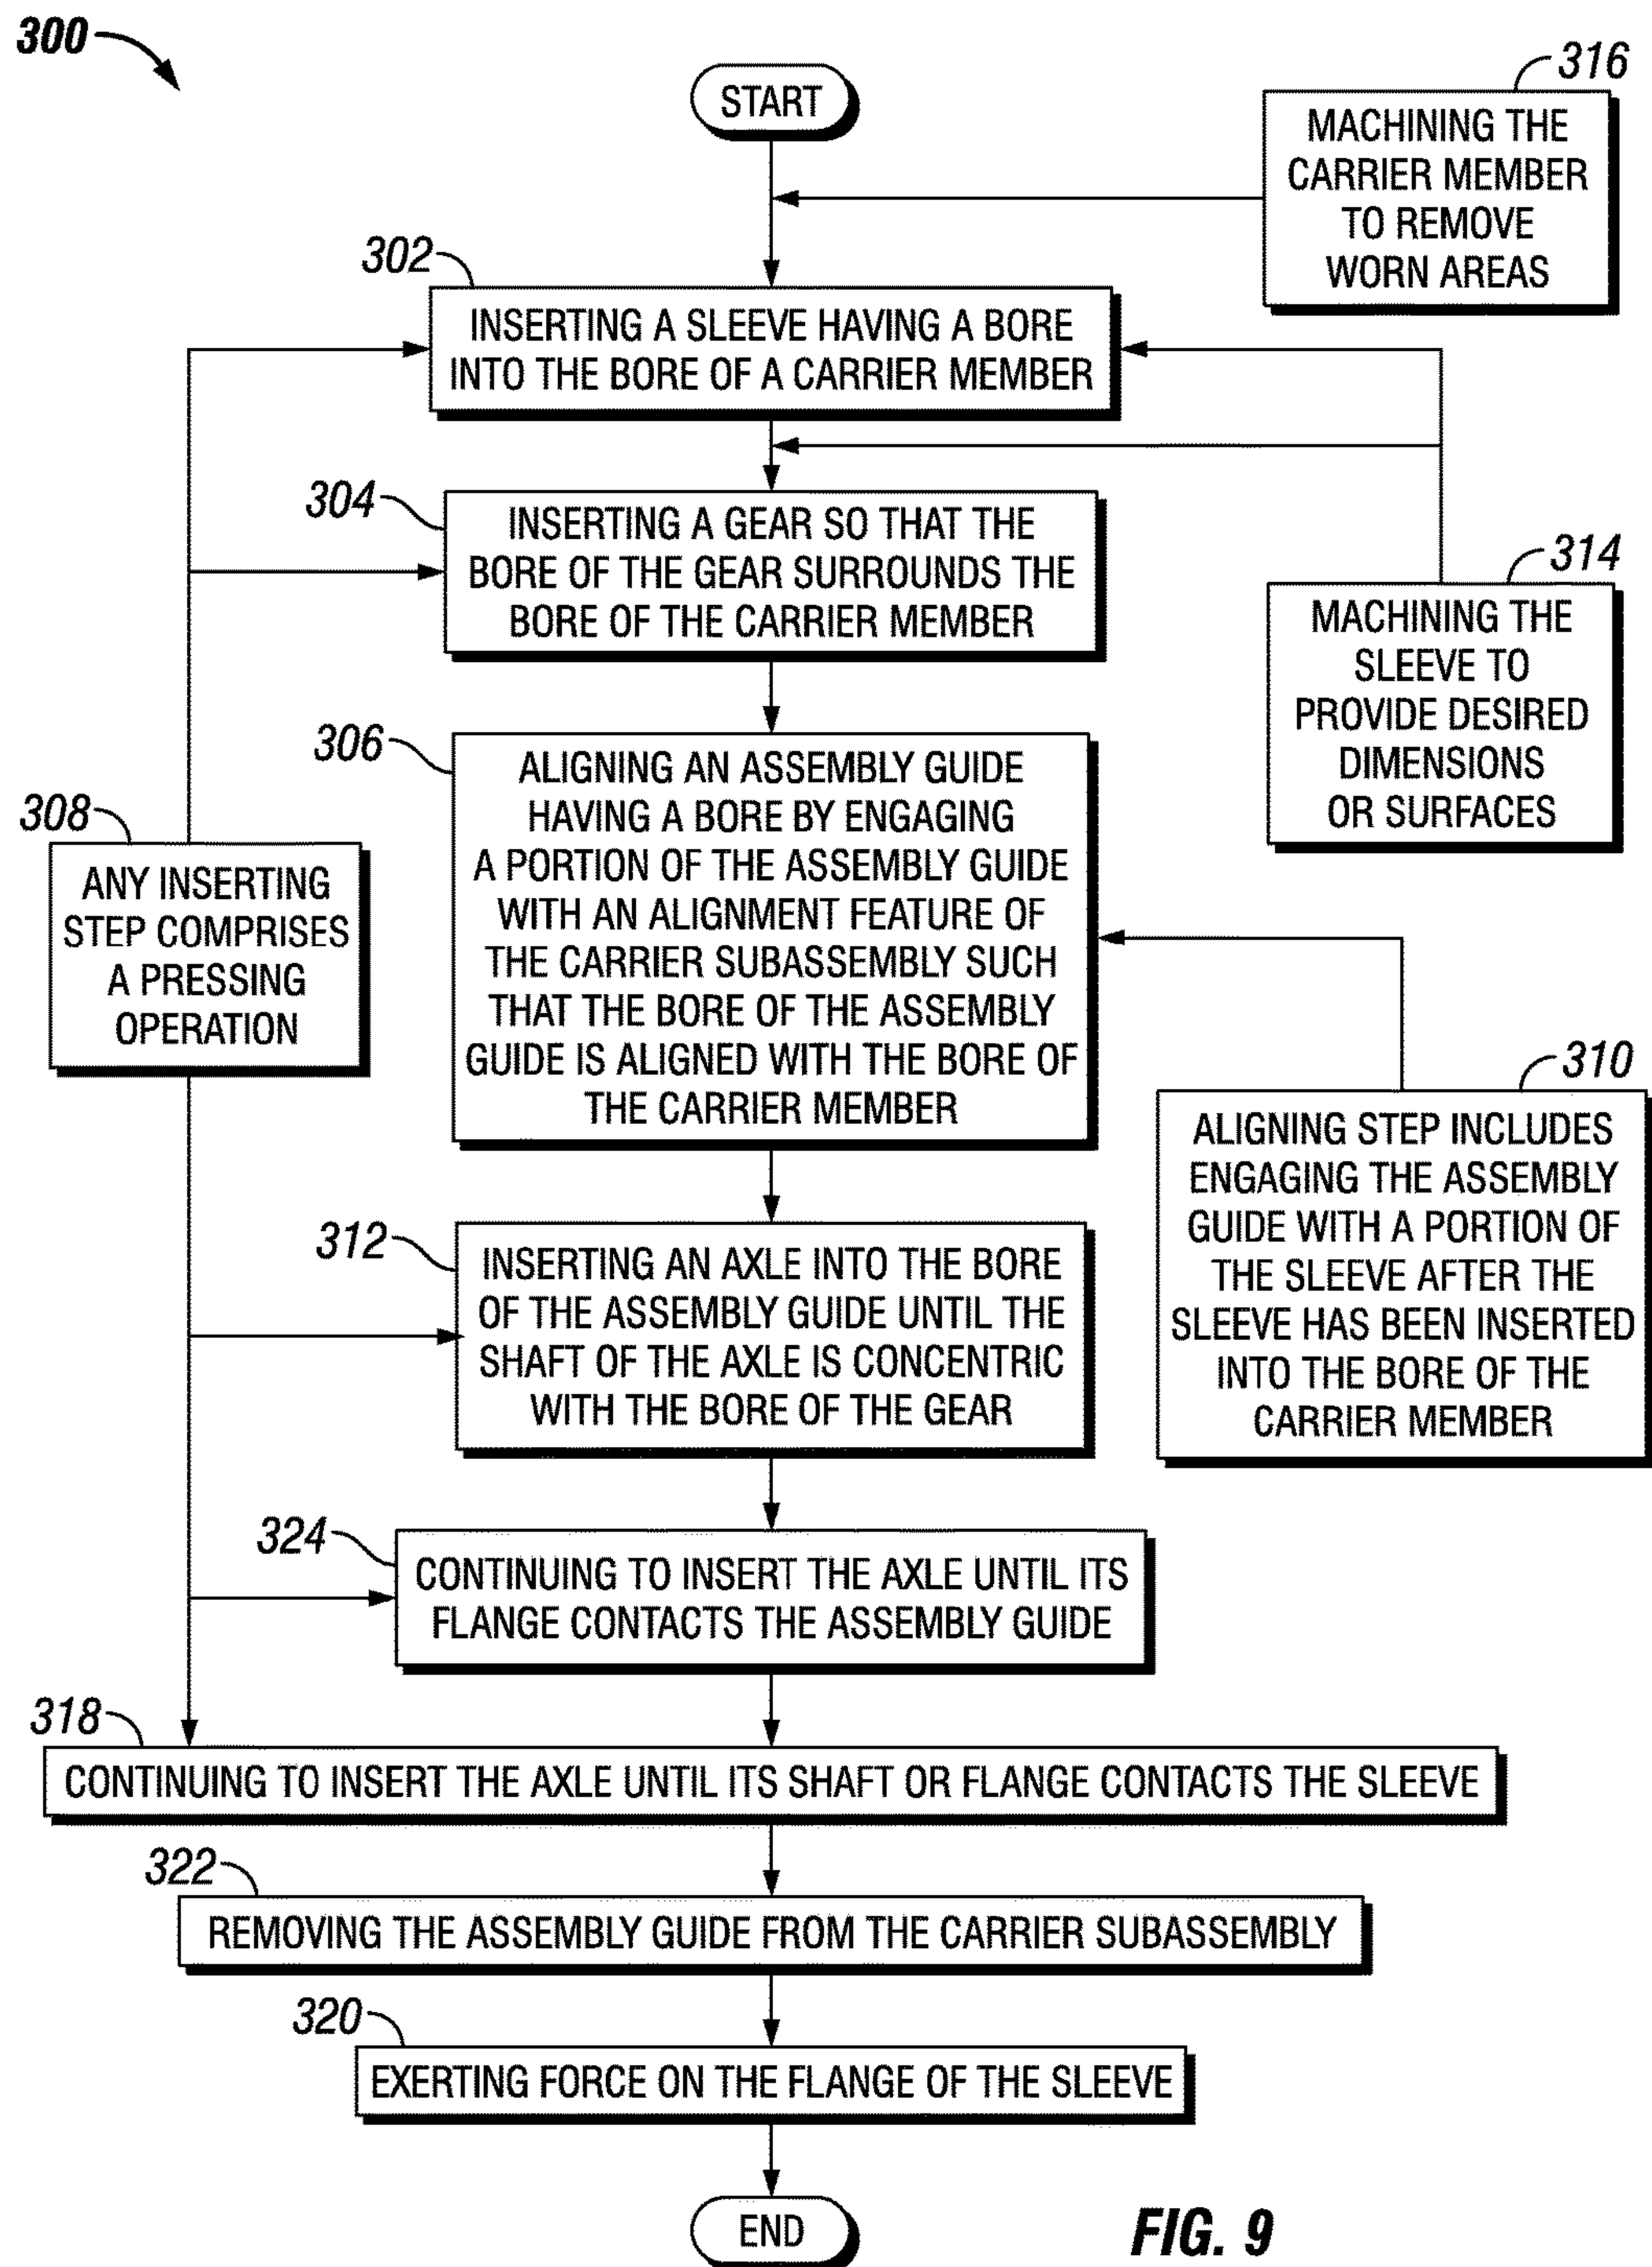 300
START
316
MACHINING THE
CARRIER MEMBER
TO REMOVE
WORN AREAS
302
INSERTING A SLEEVE HAVING A BORE
INTO THE BORE OF A CARRIER MEMBER
304
INSERTING A GEAR SO THAT THE
BORE OF THE GEAR SURROUNDS THE
BORE OF THE CARRIER MEMBER
314
MACHINING THE
SLEEVE TO
PROVIDE DESIRED
DIMENSIONS
OR SURFACES
306
ALIGNING AN ASSEMBLY GUIDE
HAVING A BORE BY ENGAGING
A PORTION OF THE ASSEMBLY GUIDE
WITH AN ALIGNMENT FEATURE OF
THE CARRIER SUBASSEMBLY SUCH
THAT THE BORE OF THE ASSEMBLY
GUIDE IS ALIGNED WITH THE BORE OF
THE CARRIER MEMBER
308
ANY INSERTING
STEP COMPRISES
A PRESSING
OPERATION
310
ALIGNING STEP INCLUDES
ENGAGING THE ASSEMBLY
GUIDE WITH A PORTION OF
THE SLEEVE AFTER THE
SLEEVE HAS BEEN INSERTED
INTO THE BORE OF THE
CARRIER MEMBER
312
INSERTING AN AXLE INTO THE BORE
OF THE ASSEMBLY GUIDE UNTIL THE
SHAFT OF THE AXLE IS CONCENTRIC
WITH THE BORE OF THE GEAR
324
CONTINUING TO INSERT THE AXLE UNTIL ITS
FLANGE CONTACTS THE ASSEMBLY GUIDE
318
CONTINUING TO INSERT THE AXLE UNTIL ITS SHAFT OR FLANGE CONTACTS THE SLEEVE
322
REMOVING THE ASSEMBLY GUIDE FROM THE CARRIER SUBASSEMBLY
320
EXERTING FORCE ON THE FLANGE OF THE SLEEVE
END
FIG. 9